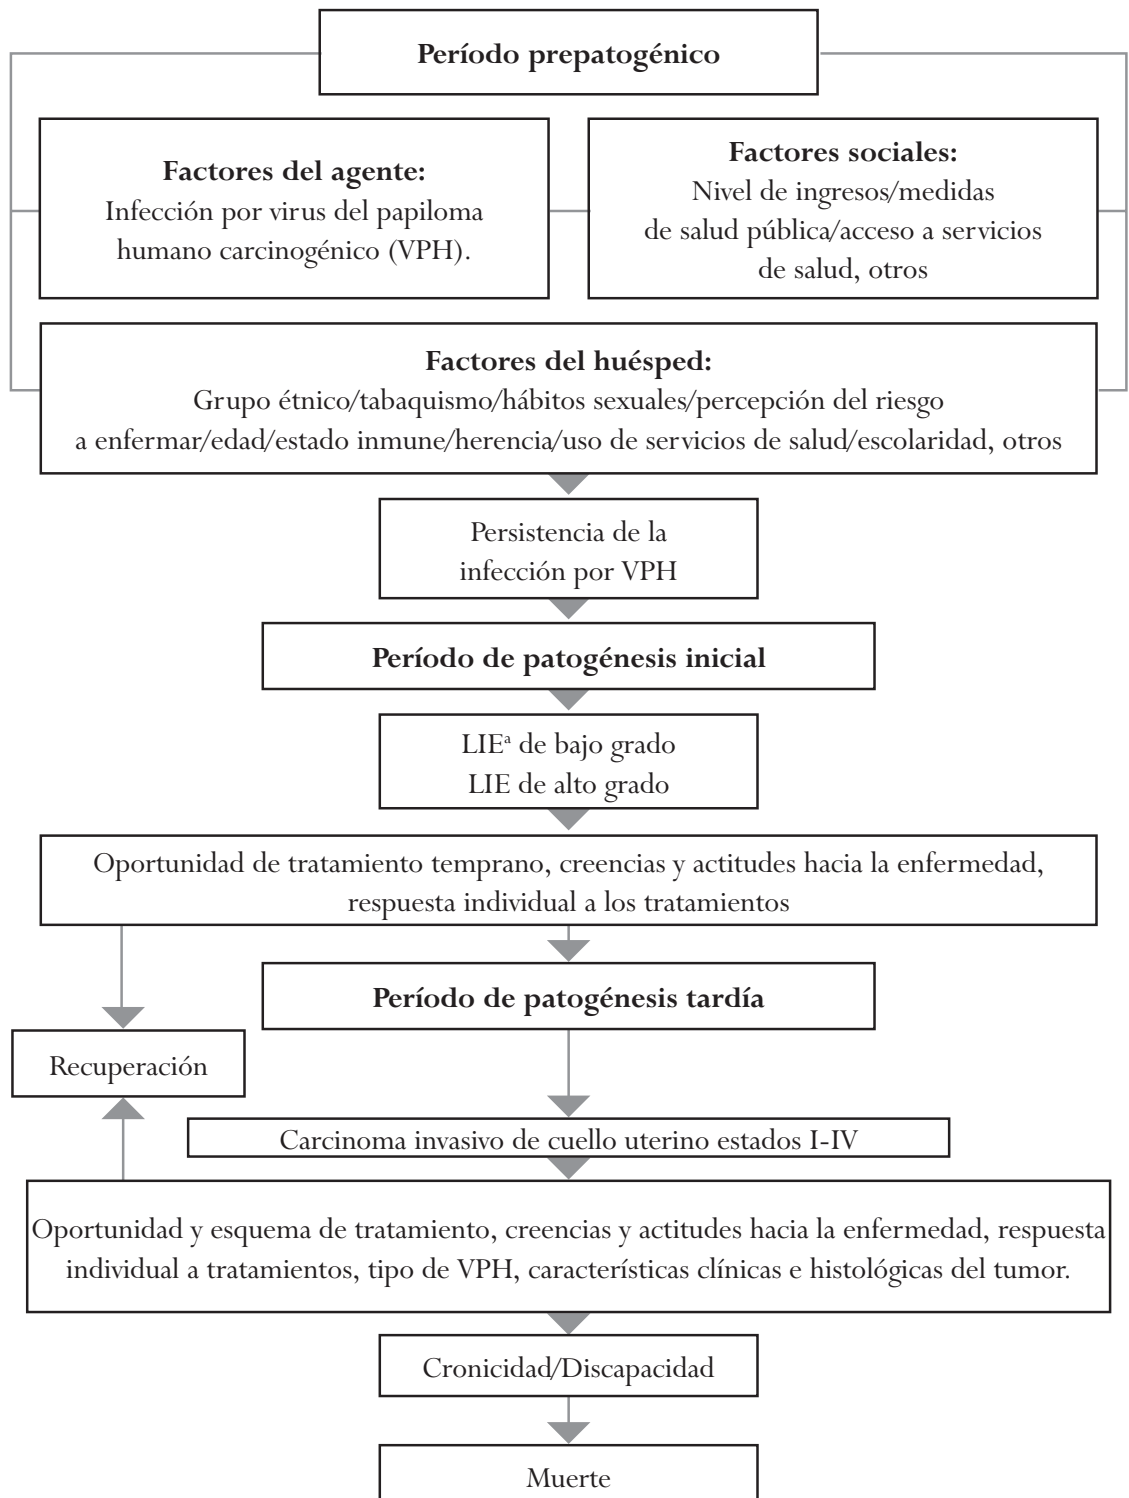 Período prepatogénico
Factores del agente:
Infección por virus del papiloma
humano carcinogénico (VPH).
Factores sociales:
Nivel de ingresos/medidas
de salud pública/acceso a servicios
de salud, otros
Factores del huésped:
Grupo étnico/tabaquismo/hábitos sexuales/percepción del riesgo
a enfermar/edad/estado inmune/herencia/uso de servicios de salud/escolaridad, otros
Persistencia de la
infección por VPH
Período de patogénesis inicial
LIEᵃ de bajo grado
LIE de alto grado
Oportunidad de tratamiento temprano, creencias y actitudes hacia la enfermedad,
respuesta individual a los tratamientos
Período de patogénesis tardía
Recuperación
Carcinoma invasivo de cuello uterino estados I-IV
Oportunidad y esquema de tratamiento, creencias y actitudes hacia la enfermedad, respuesta
individual a tratamientos, tipo de VPH, características clínicas e histológicas del tumor.
Cronicidad/Discapacidad
Muerte